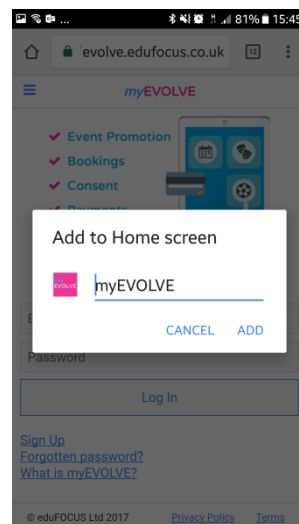 81% 15:45
evolve.edufocus.co.uk 12
myEVOLVE
Event Promotion
Bookings
Consent
Payments
Add to Home screen
EVOLVE myEVOLVE
CANCEL ADD
Password
Log In
Sign Up
Forgotten password?
What is myEVOLVE?
© eduFOCUS Ltd 2017 Privacy Policy Terms